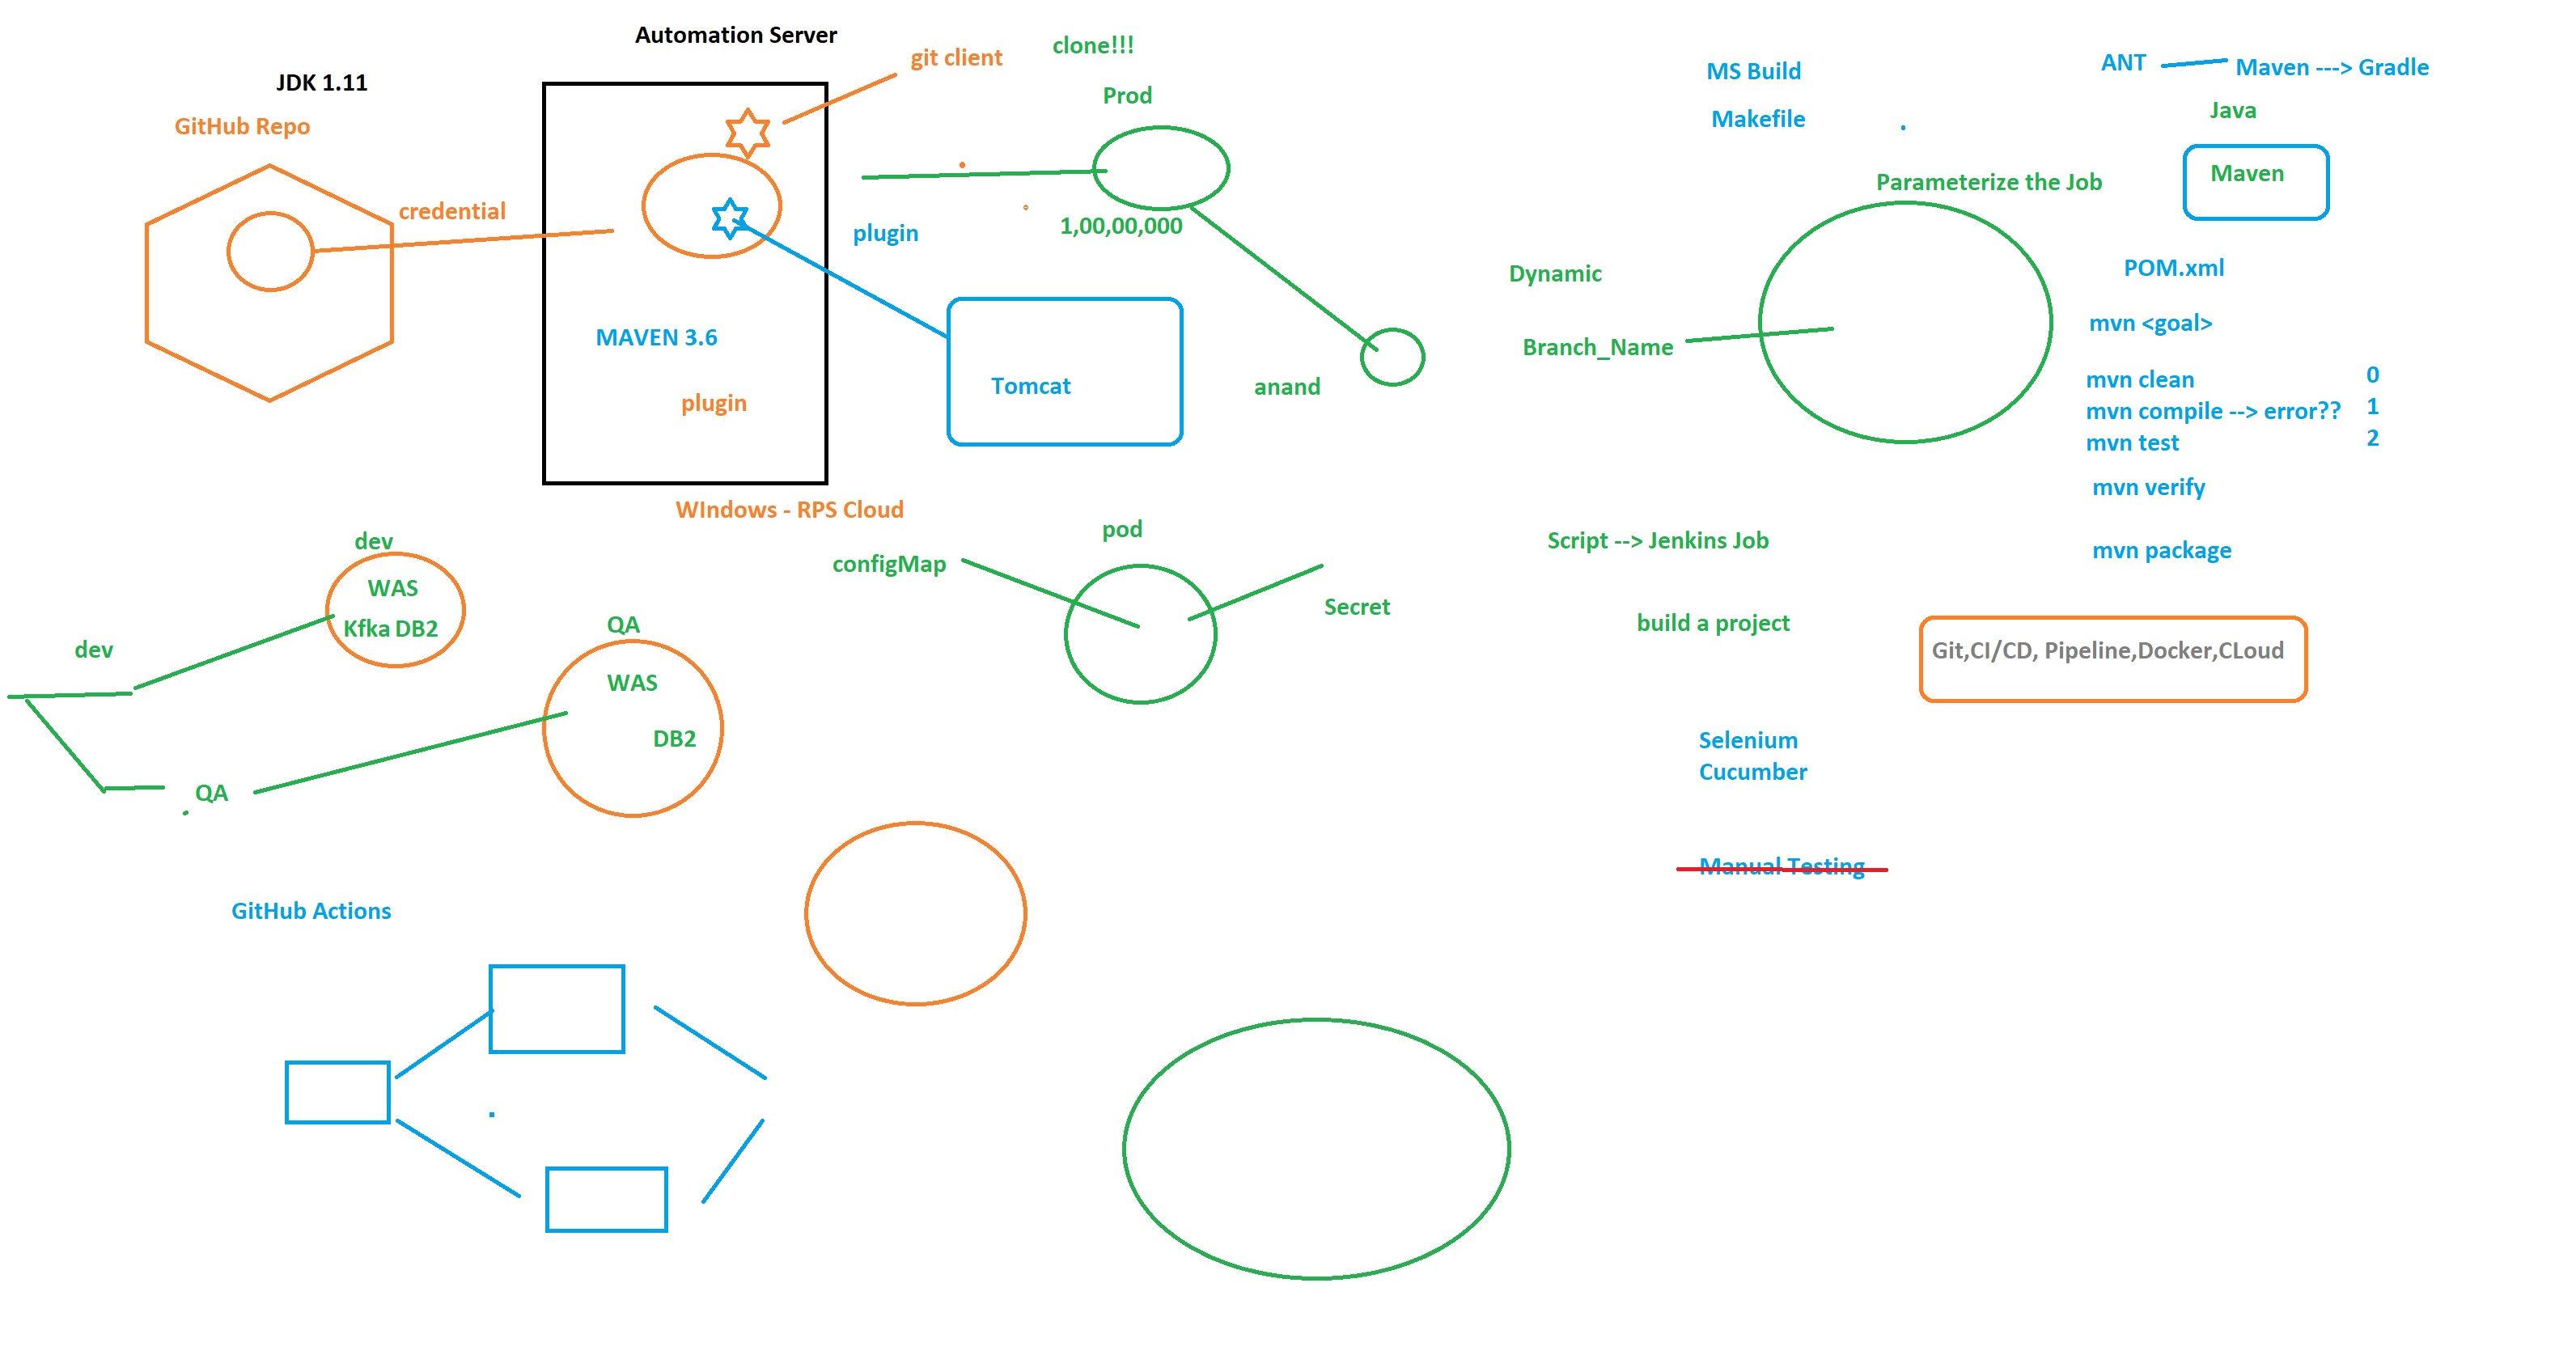 Automation Server
git client
clone!!!
JDK 1.11
GitHub Repo
credential
Prod
plugin
1,00,00,000
MAVEN 3.6
plugin
Tomcat
anand
WIndows - RPS Cloud
MS Build
Makefile
ANT
Maven ---> Gradle
Java
Maven
Parameterize the Job
Dynamic
Branch_Name
POM.xml
mvn <goal>
mvn clean 0
mvn compile --> error?? 1
mvn test 2
mvn verify
mvn package
dev
WAS
Kfka DB2
dev
QA
WAS
DB2
QA
configMap
pod
Secret
Script --> Jenkins Job
build a project
Git,CI/CD, Pipeline,Docker,CLoud
Selenium
Cucumber
Manual Testing
GitHub Actions